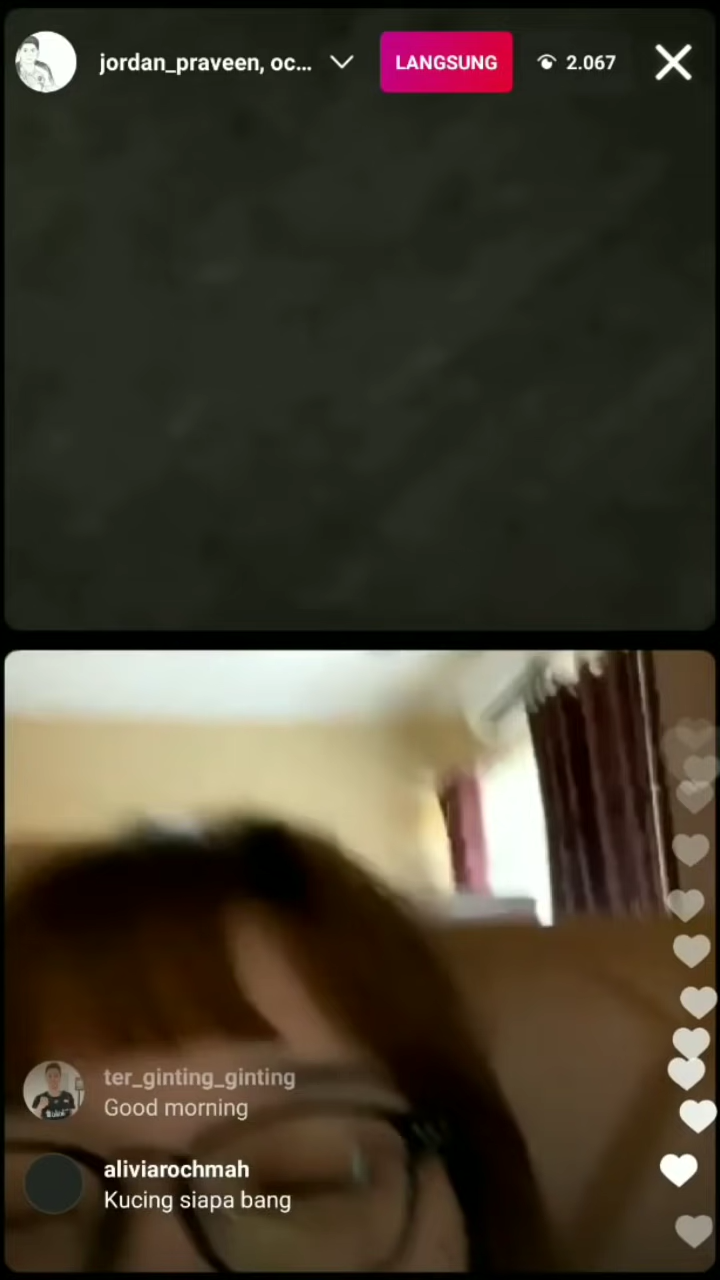 jordan_praveen, oc...
LANGSUNG
2.067
ter_ginting_ginting
Good morning
aliviarochmah
Kucing siapa bang